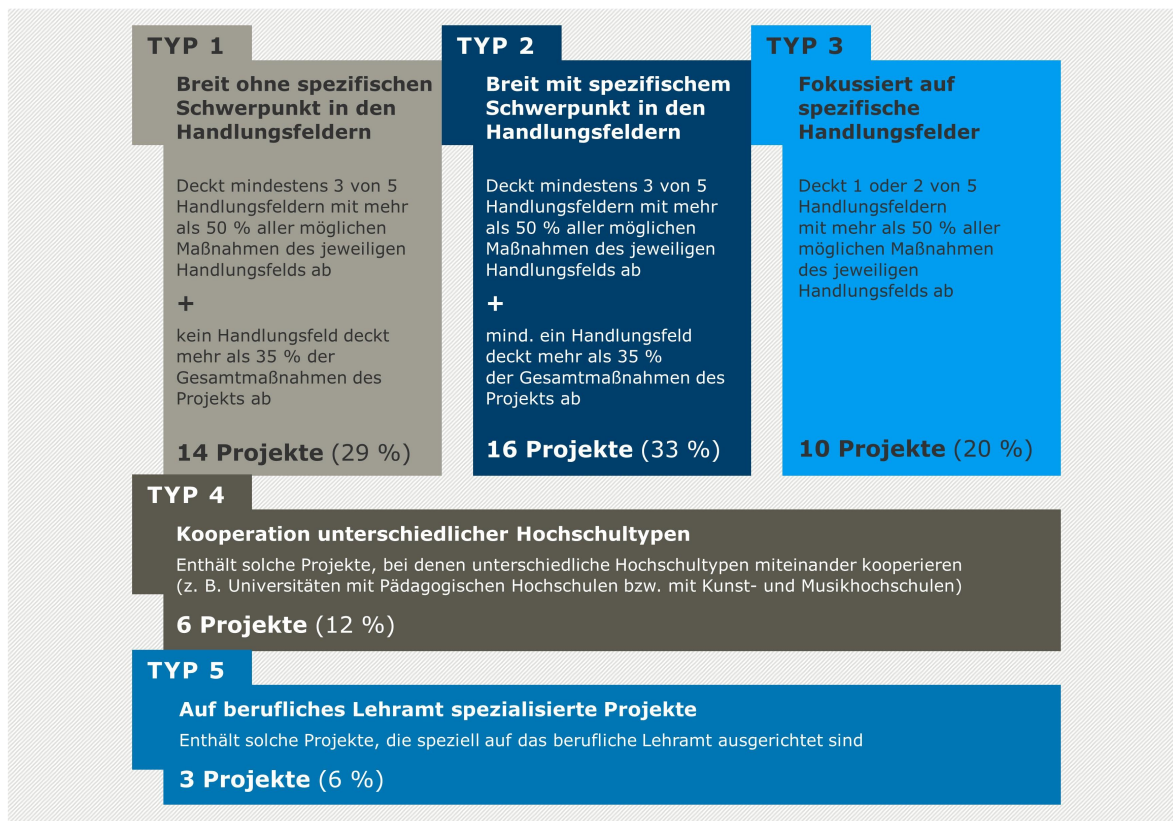 TYP 1
Breit ohne spezifischen
Schwerpunkt in den
Handlungsfeldern
Deckt mindestens 3 von 5
Handlungsfeldern mit mehr
als 50 % aller möglichen
Maßnahmen des jeweiligen
Handlungsfelds ab
+
kein Handlungsfeld deckt
mehr als 35 % der
Gesamtmaßnahmen des
Projekts ab
14 Projekte (29 %)
TYP 2
Breit mit spezifischem
Schwerpunkt in den
Handlungsfeldern
Deckt mindestens 3 von 5
Handlungsfeldern mit mehr
als 50 % aller möglichen
Maßnahmen des jeweiligen
Handlungsfelds ab
+
mind. ein Handlungsfeld
deckt mehr als 35 %
der Gesamtmaßnahmen des
Projekts ab
16 Projekte (33 %)
TYP 3
Fokussiert auf
spezifische
Handlungsfelder
Deckt 1 oder 2 von 5
Handlungsfeldern
mit mehr als 50 % aller
möglichen Maßnahmen
des jeweiligen
Handlungsfelds ab
10 Projekte (20 %)
TYP 4
Kooperation unterschiedlicher Hochschultypen
Enthält solche Projekte, bei denen unterschiedliche Hochschultypen miteinander kooperieren
(z. B. Universitäten mit Pädagogischen Hochschulen bzw. mit Kunst- und Musikhochschulen)
6 Projekte (12 %)
TYP 5
Auf berufliches Lehramt spezialisierte Projekte
Enthält solche Projekte, die speziell auf das berufliche Lehramt ausgerichtet sind
3 Projekte (6 %)